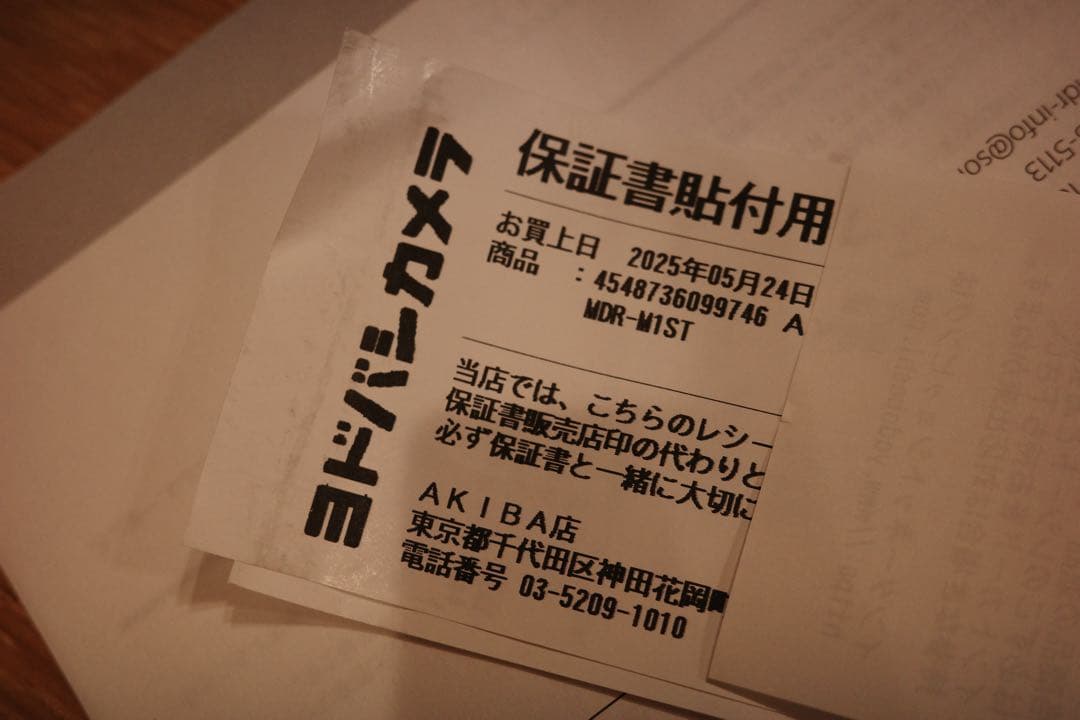 ヨドバシカメラ
保証書貼付用
お買上日 2025年05月24日
商品 :4548736099746 A
MDR-M1ST
当店では、こちらのレシー
保証書販売店印の代わりと
必ず保証書と一緒に大切に
AKIBA店
東京都千代田区神田花岡
電話番号 03-5209-1010
dr-info@so.
-5113